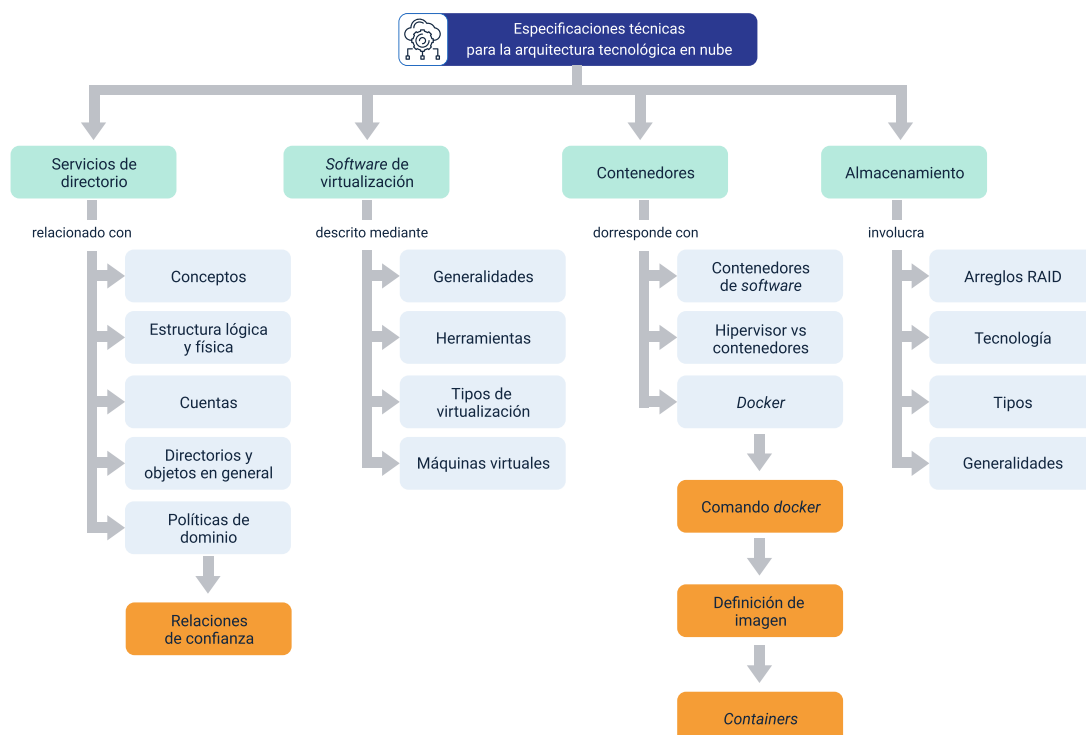 Especificaciones técnicas
para la arquitectura tecnológica en nube
Servicios de
directorio
relacionado con
Conceptos
Estructura lógica
y física
Cuentas
Directorios y
objetos en general
Políticas de
dominio
Relaciones
de confianza
Software de
virtualización
descrito mediante
Generalidades
Herramientas
Tipos de
virtualización
Máquinas virtuales
Contenedores
dorresponde con
Contenedores
de software
Hipervisor vs
contenedores
Docker
Comando docker
Definición de
imagen
Containers
Almacenamiento
involucra
Arreglos RAID
Tecnología
Tipos
Generalidades